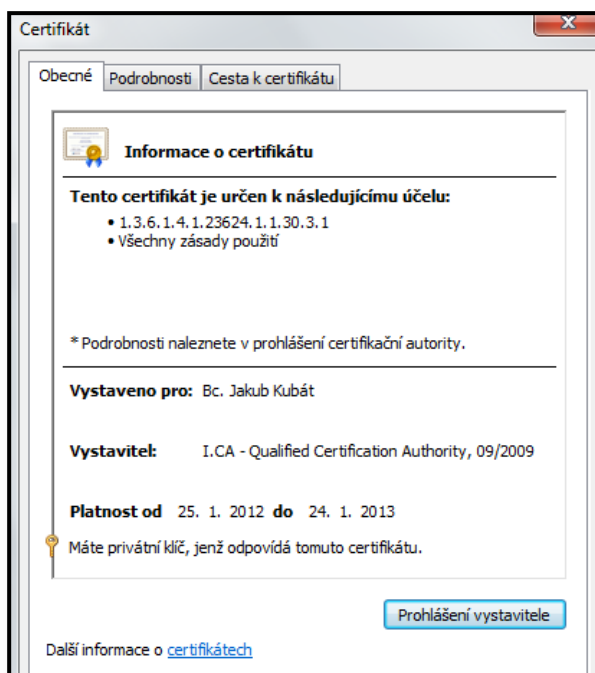 Certifikát
Obecné Podrobnosti Cesta k certifikátu
Informace o certifikátu
Tento certifikát je určen k následujícímu účelu:
• 1.3.6.1.4.1.23624.1.1.30.3.1
• Všechny zásady použití
* Podrobnosti naleznete v prohlášení certifikační autority.
Vystaveno pro: Bc. Jakub Kubát
Vystavitel: I.CA - Qualified Certification Authority, 09/2009
Platnost od 25. 1. 2012 do 24. 1. 2013
Máte privátní klíč, jenž odpovídá tomuto certifikátu.
Prohlášení vystavitele
Další informace o certifikátech